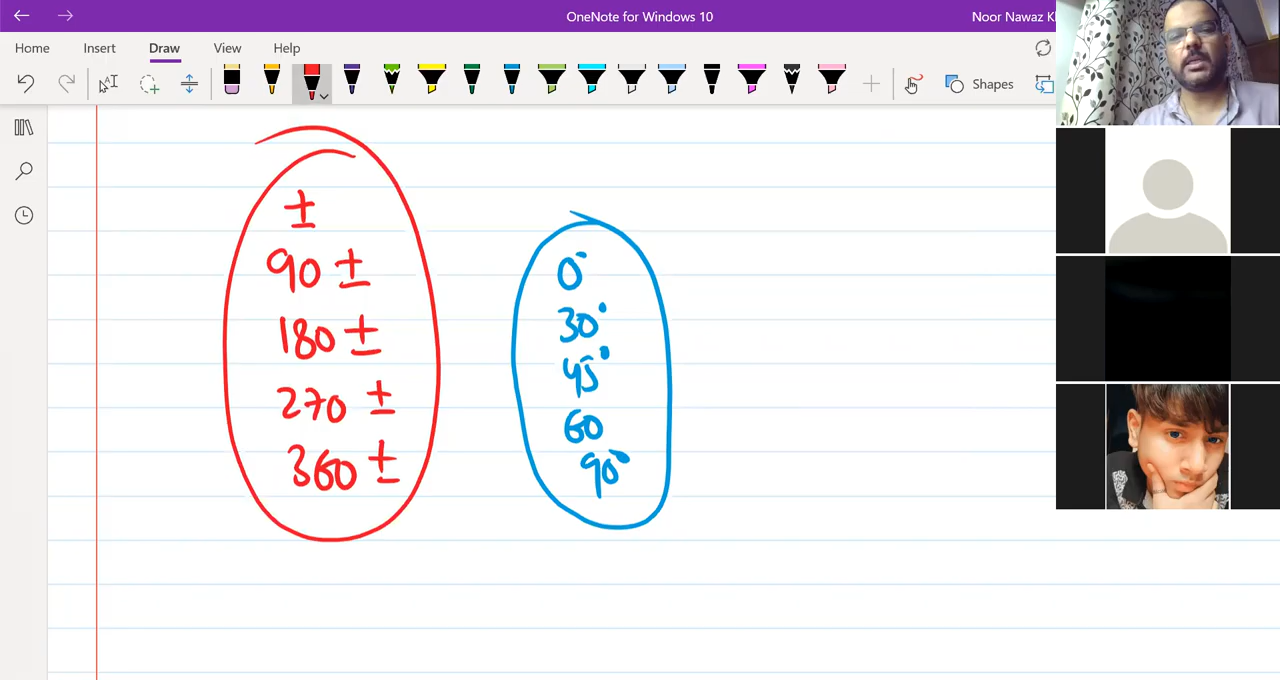 OneNote for Windows 10
Noor Nawaz Kh
Home Insert Draw View Help
Shapes
±
90 ±
180 ±
270 ±
360 ±
0°
30°
45°
60
90°